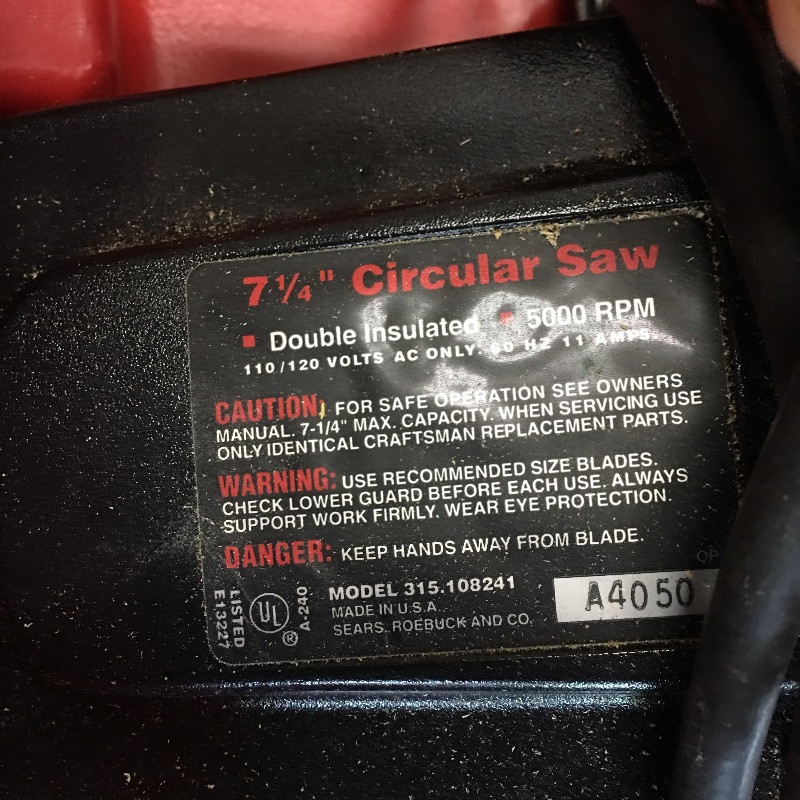 7 1/4" Circular Saw
▪ Double Insulated ▪ 5000 RPM
110/120 VOLTS AC ONLY. 60 HZ 11 AMPS.
CAUTION: FOR SAFE OPERATION SEE OWNERS
MANUAL. 7-1/4" MAX. CAPACITY. WHEN SERVICING USE
ONLY IDENTICAL CRAFTSMAN REPLACEMENT PARTS.
WARNING: USE RECOMMENDED SIZE BLADES.
CHECK LOWER GUARD BEFORE EACH USE. ALWAYS
SUPPORT WORK FIRMLY. WEAR EYE PROTECTION.
DANGER: KEEP HANDS AWAY FROM BLADE.
LISTED
E13227
UL
®
A-240
MODEL 315.108241
MADE IN U.S.A.
SEARS, ROEBUCK AND CO.
A4050